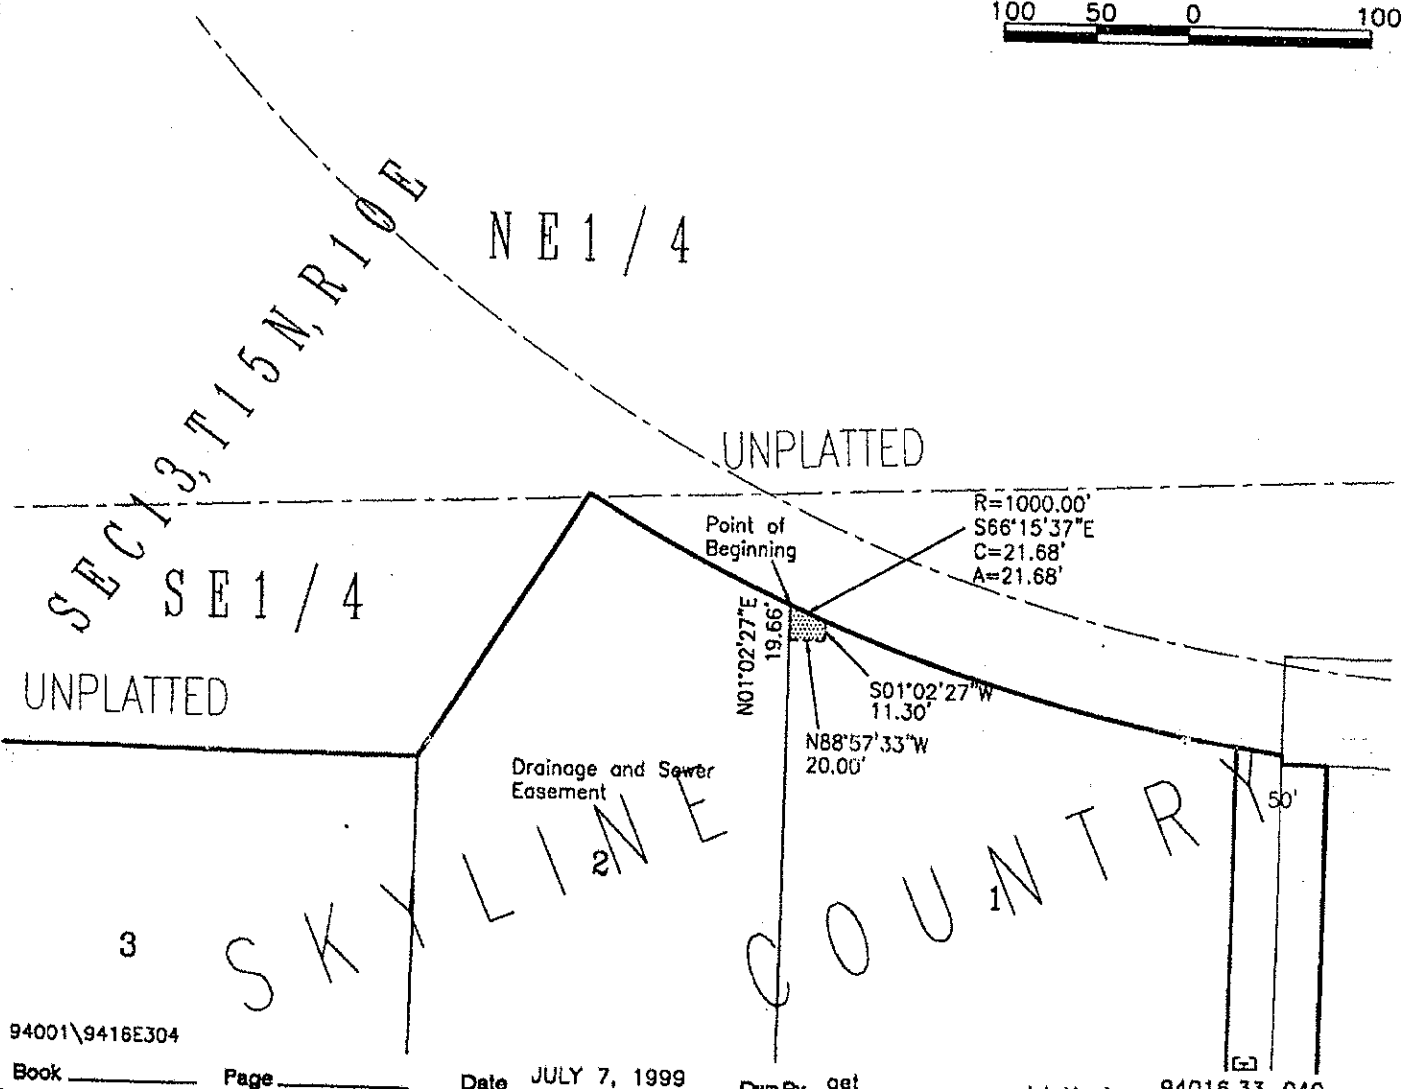 100 50 0 100
NE1/4
SEC13,T15N,R10E
UNPLATTED
R=1000.00'
S66°15'37"E
C=21.68'
A=21.68'
Point of
Beginning
SE1/4
N01°02'27"E
19.66'
UNPLATTED
S01°02'27"W
11.30'
N88°57'33"W
20.00'
Drainage and Sewer
Easement
50'
SKYLINE COUNTRY
2
1
3
94001\9416E304
Book Page Date JULY 7, 1999